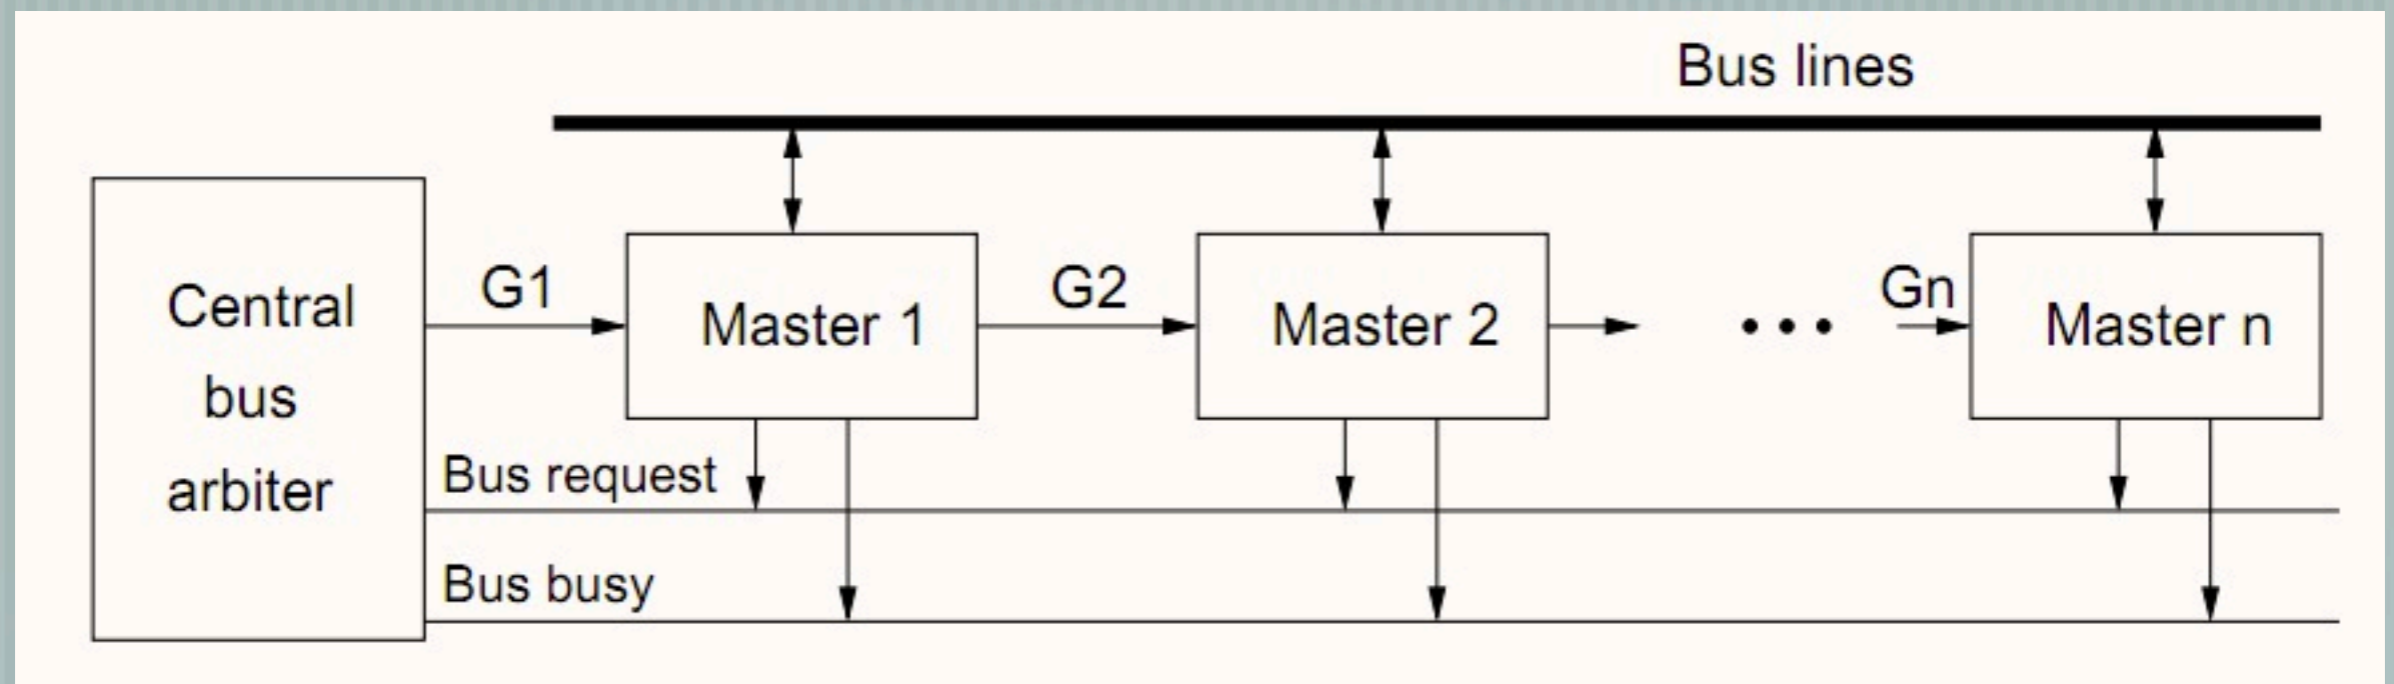 Bus lines
Central
bus
arbiter
G1
Master 1
G2
Master 2
• • •
Gn
Master n
Bus request
Bus busy